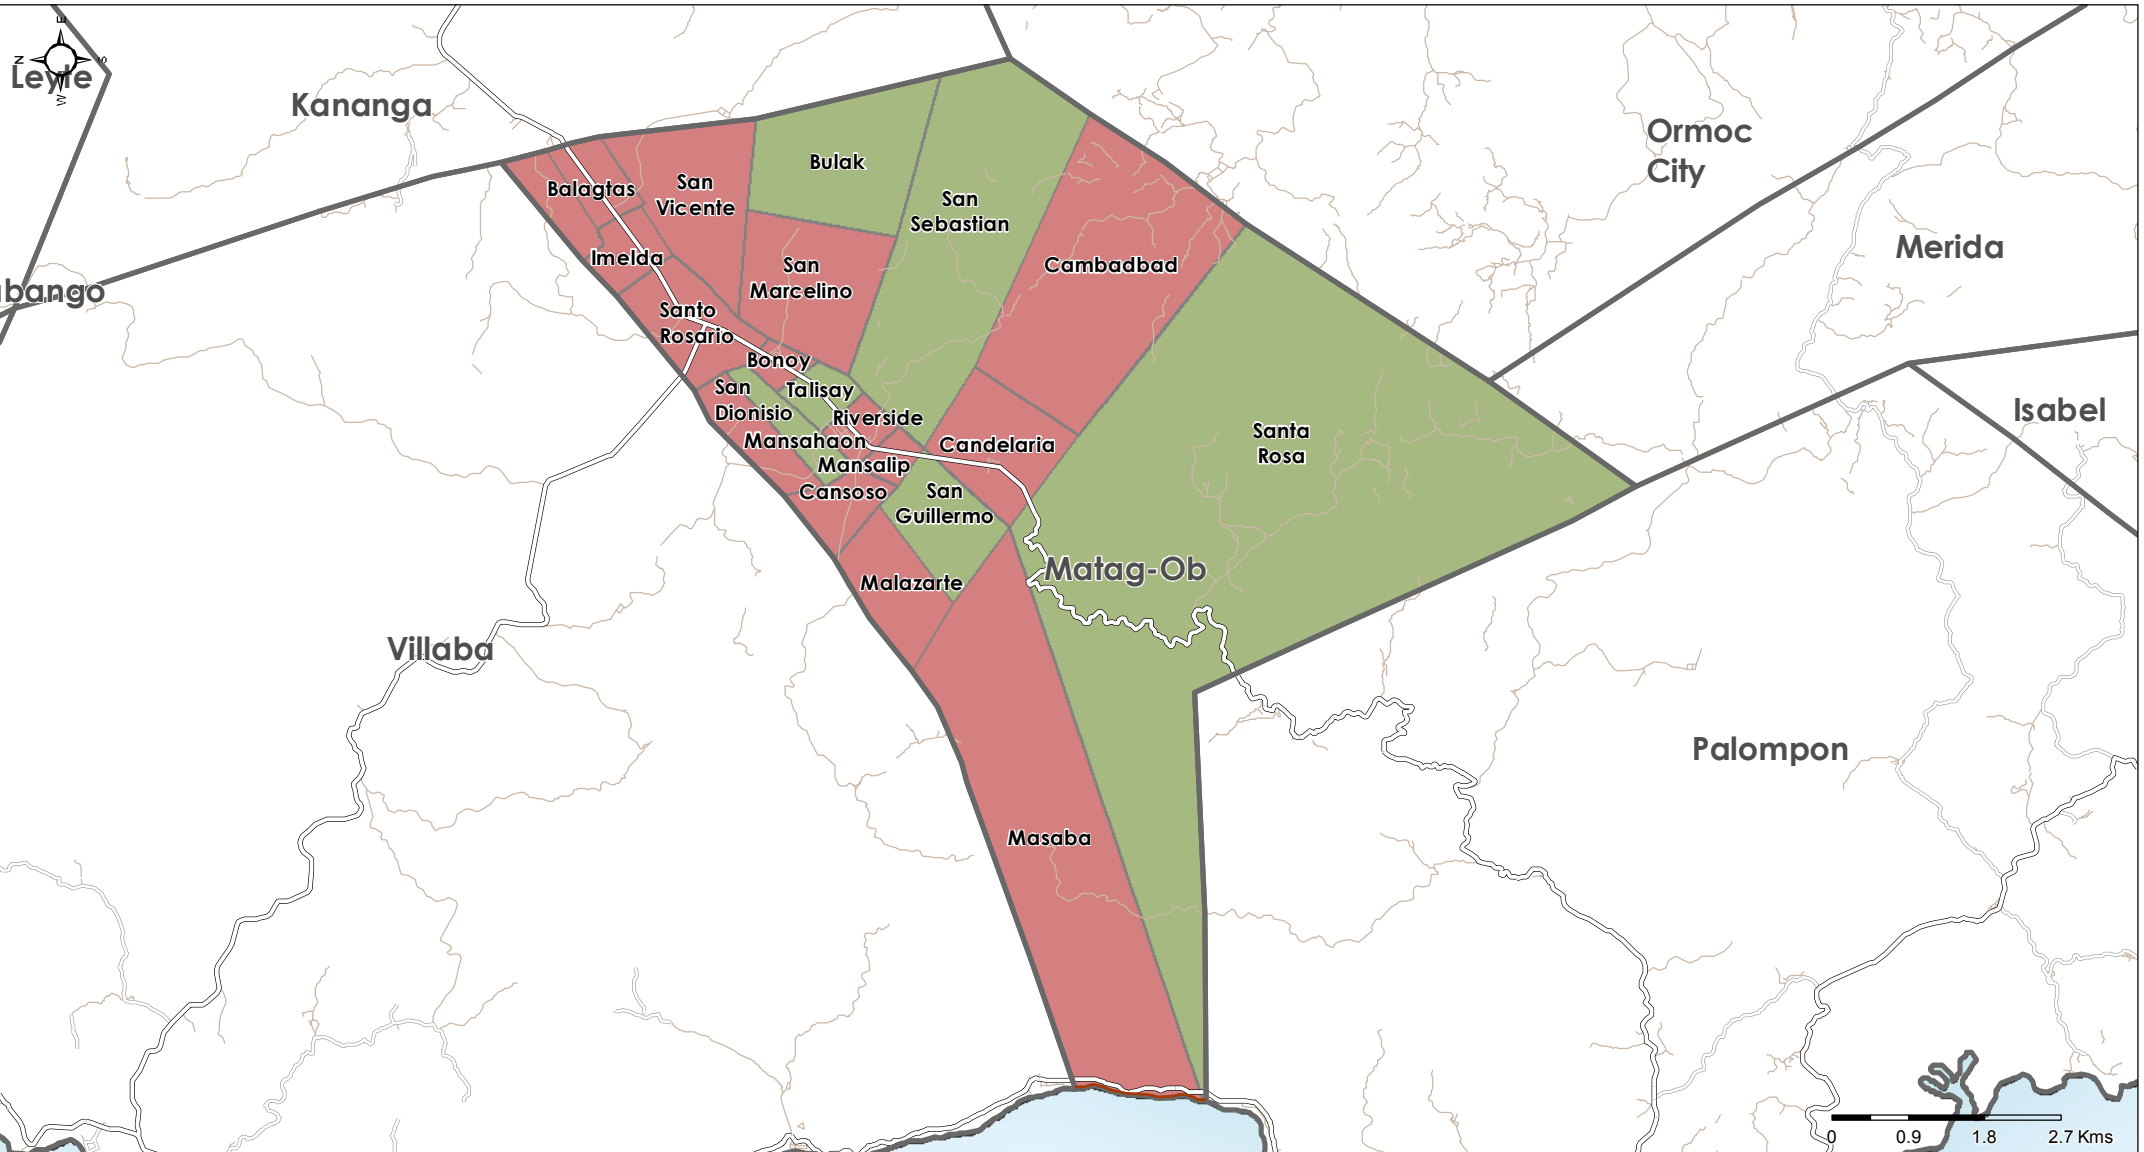 E
N
S
W
Leyte
Kananga
Ormoc
City
Bulak
Balagtas
San
Vicente
San
Sebastian
Merida
Imelda
San
Marcelino
Cambadbad
bango
Santo
Rosario
Bonoy
San
Dionisio
Talisay
Riverside
Isabel
Mansahaon
Candelaria
Santa
Rosa
Mansalip
Cansoso
San
Guillermo
Matag-Ob
Malazarte
Villaba
Palompon
Masaba
0 0.9 1.8 2.7 Kms